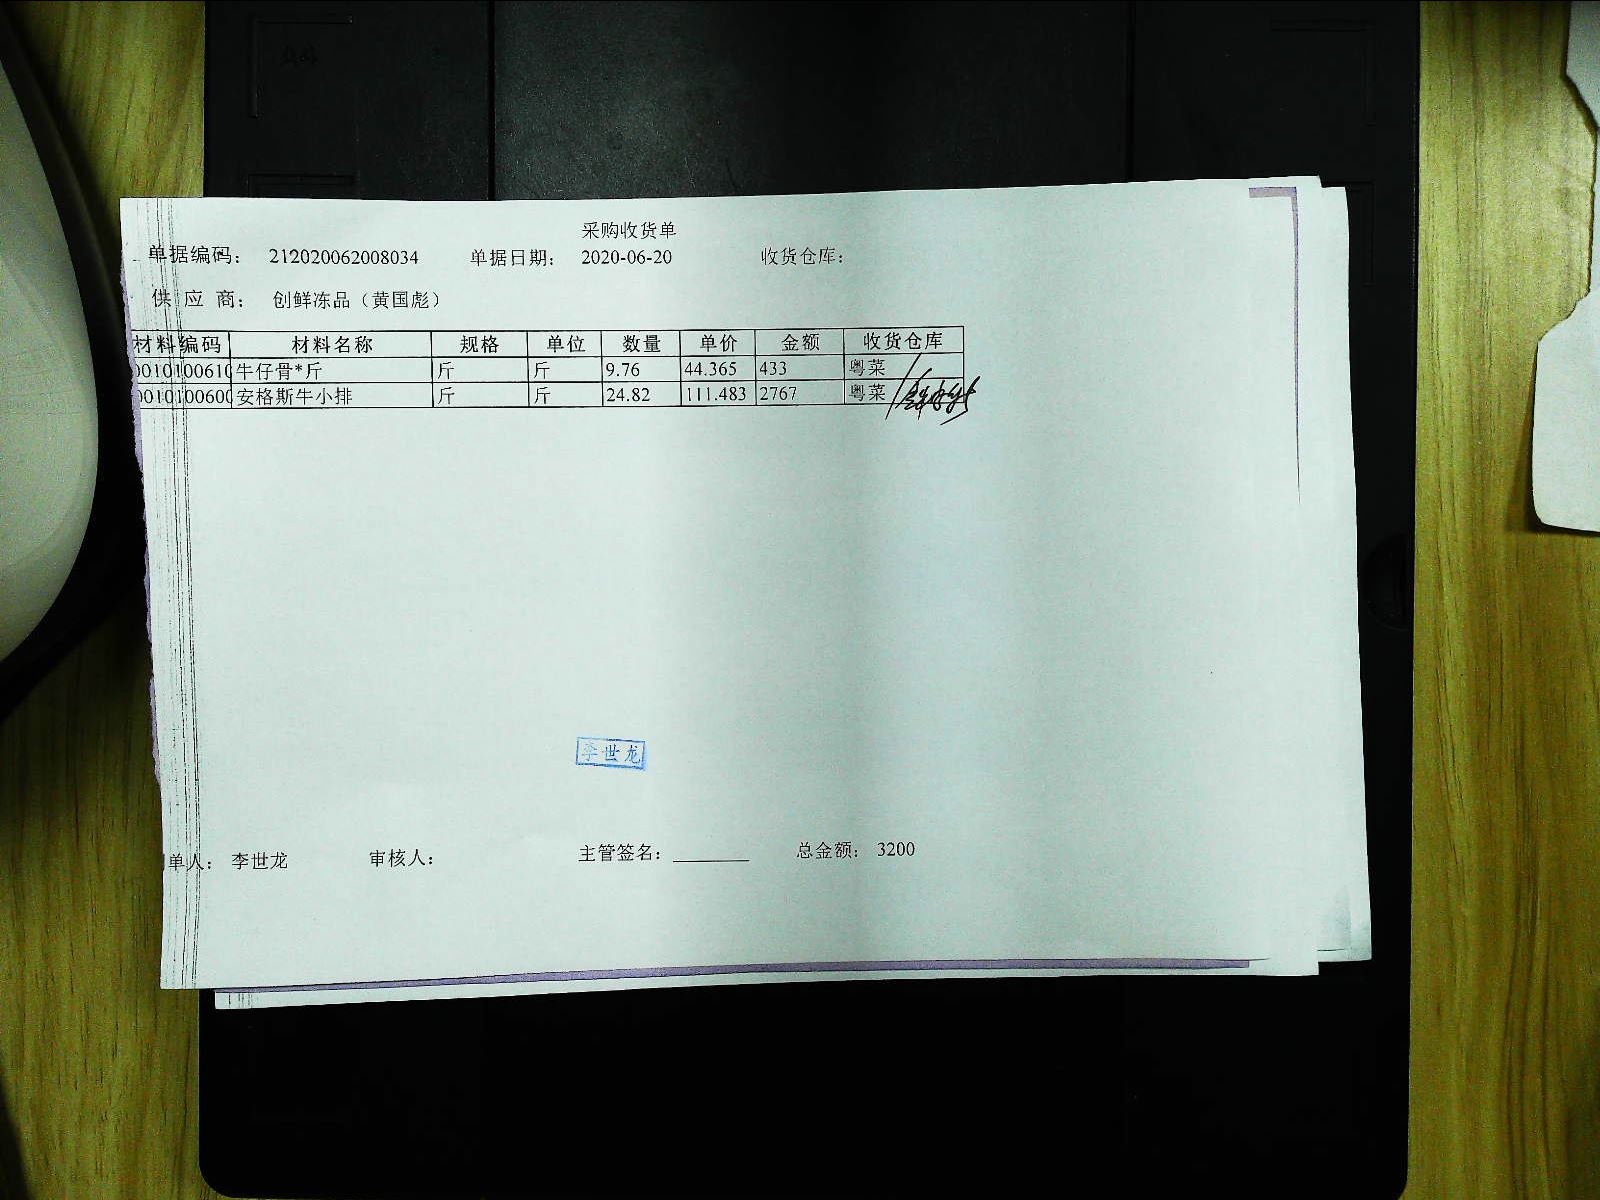 采购收货单
单据编码： 212020062008034 单据日期： 2020-06-20 收货仓库：
供 应 商： 创鲜冻品（黄国彪）
材料编码 材料名称 规格 单位 数量 单价 金额 收货仓库
0010100610 牛仔骨*斤 斤 斤 9.76 44.365 433 粤菜
0010100600 安格斯牛小排 斤 斤 24.82 111.483 2767 粤菜
李世龙
单人： 李世龙 审核人： 主管签名： 总金额： 3200